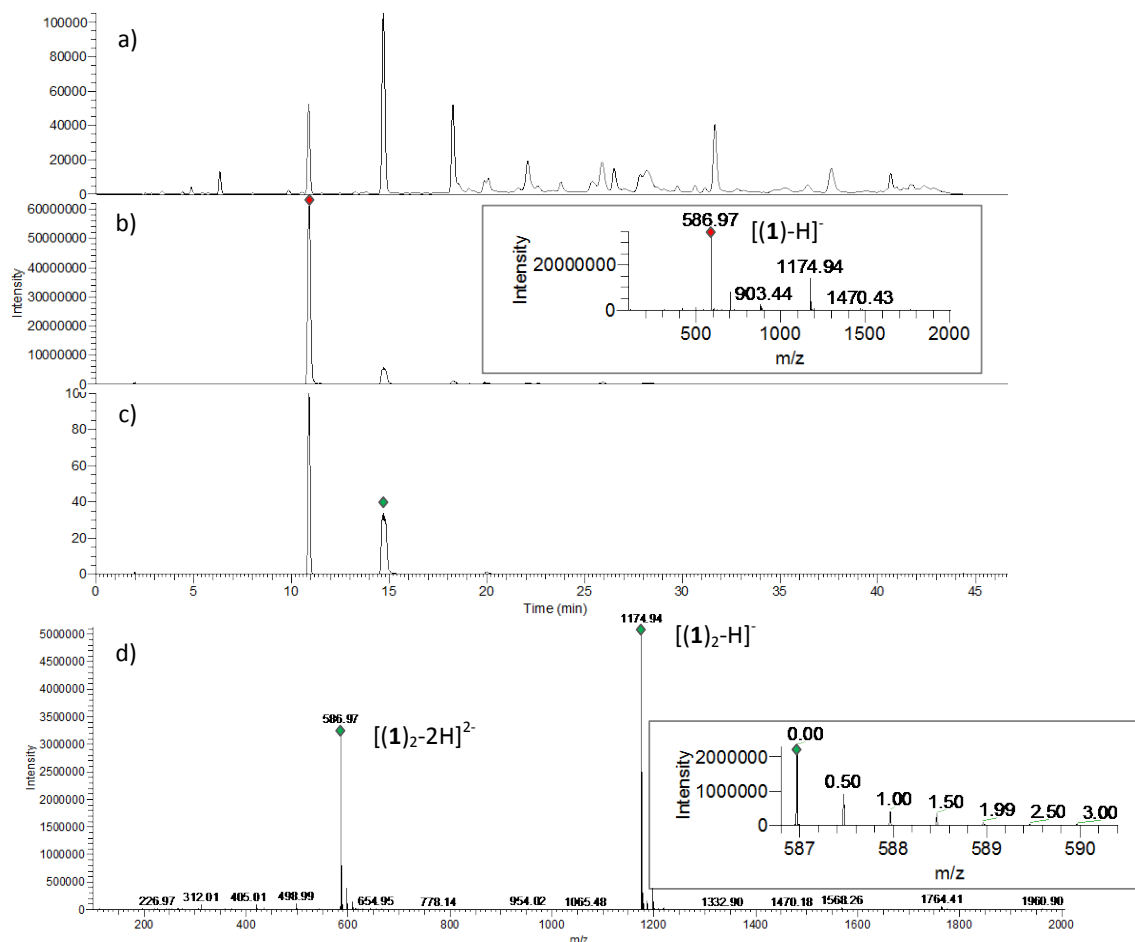 a)
100000
80000
60000
40000
20000
0
b)
60000000
50000000
40000000
30000000
20000000
10000000
0
Intensity
586.97
[(1)-H]-
20000000
0
Intensity
903.44
1174.94
1470.43
500 1000 1500 2000
m/z
c)
100
80
60
40
20
0
0 5 10 15 20 25 30 35 40 45
Time (min)
d)
5000000
4500000
4000000
3500000
3000000
2500000
2000000
1500000
1000000
500000
0
Intensity
1174.94
[(1)2-H]-
586.97
[(1)2-2H]2-
226.97 312.01 405.01 498.99 654.95 778.14 954.02 1065.48 1332.90 1470.18 1568.26 1764.41 1960.90
200 400 600 800 1000 1200 1400 1600 1800 2000
m/z
2000000
1000000
0
Intensity
0.00
0.50
1.00
1.50
1.99
2.50
3.00
587 588 589 590
m/z